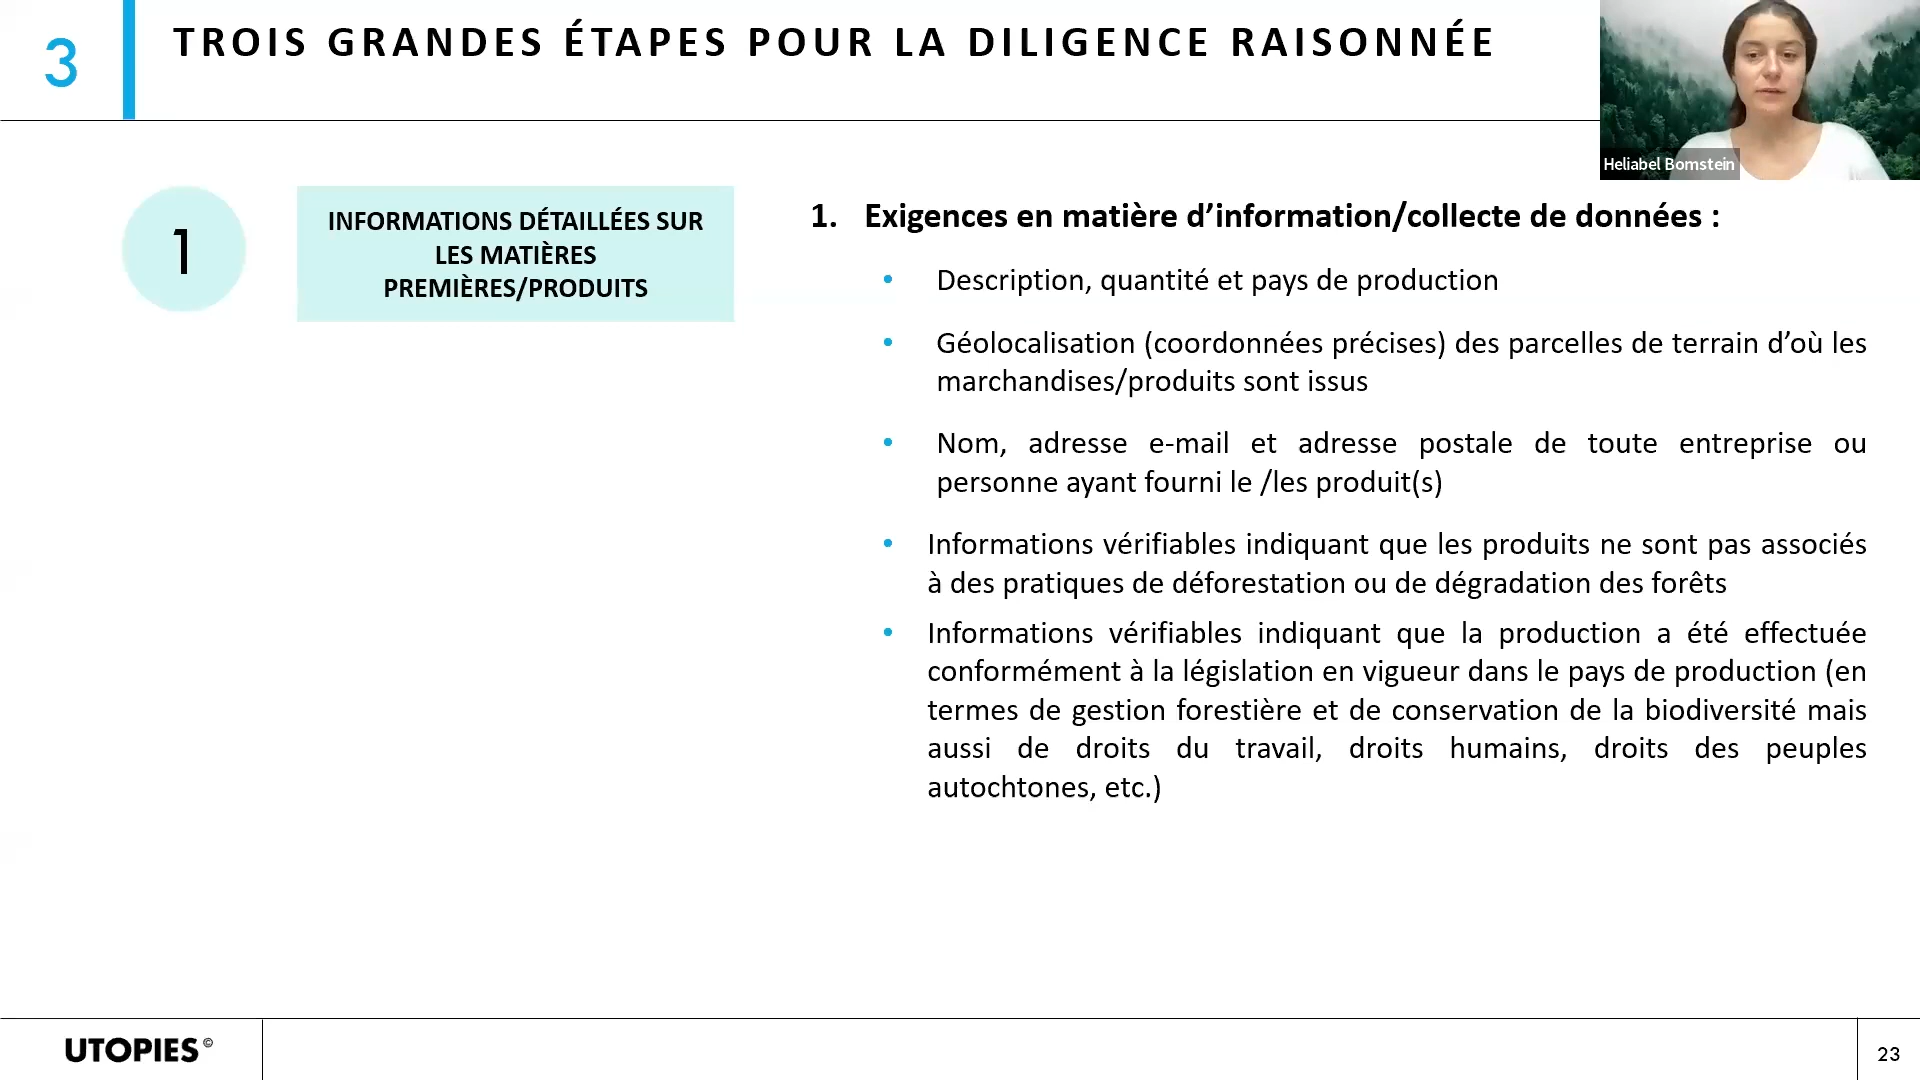 3
TROIS GRANDES ÉTAPES POUR LA DILIGENCE RAISONNÉE
Heliabel Bomstein
1
INFORMATIONS DÉTAILLÉES SUR
LES MATIÈRES
PREMIÈRES/PRODUITS
1. Exigences en matière d’information/collecte de données :
• Description, quantité et pays de production
• Géolocalisation (coordonnées précises) des parcelles de terrain d’où les
marchandises/produits sont issus
• Nom, adresse e-mail et adresse postale de toute entreprise ou
personne ayant fourni le /les produit(s)
• Informations vérifiables indiquant que les produits ne sont pas associés
à des pratiques de déforestation ou de dégradation des forêts
• Informations vérifiables indiquant que la production a été effectuée
conformément à la législation en vigueur dans le pays de production (en
termes de gestion forestière et de conservation de la biodiversité mais
aussi de droits du travail, droits humains, droits des peuples
autochtones, etc.)
UTOPIES©
23